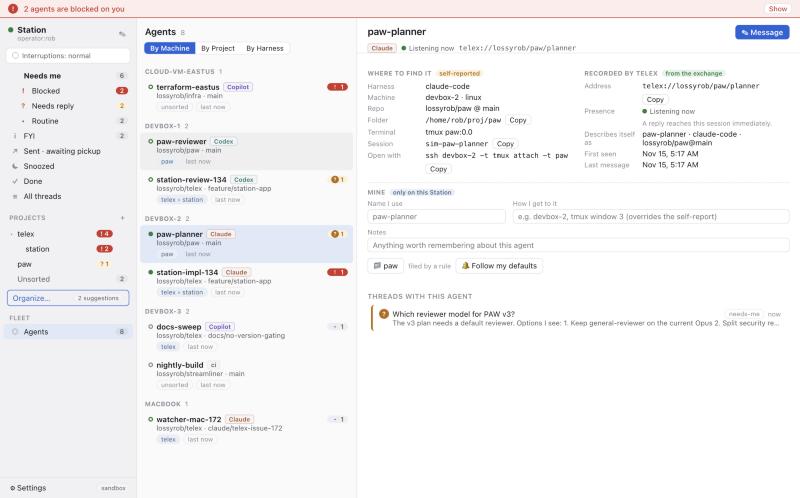 2 agents are blocked on you
Show
Station
operator:rob
Interruptions: normal
Needs me 6
! Blocked 2
? Needs reply 2
• Routine 2
i FYI 2
Sent · awaiting pickup
Snoozed
Done
All threads
PROJECTS +
telex ! 4
station ! 2
paw ? 1
Unsorted 2
Organize... 2 suggestions
FLEET
Agents 8
Settings sandbox
Agents 8
By Machine By Project By Harness
CLOUD-VM-EASTUS 1
terraform-eastus Copilot ! 1
lossyrob/infra · main
unsorted last now
DEVBOX-1 2
paw-reviewer Codex
lossyrob/paw · main
paw last now
station-review-134 Codex ? 1
lossyrob/telex · feature/station-app
telex › station last now
DEVBOX-2 2
paw-planner Claude ? 1
lossyrob/paw · main
paw last now
station-impl-134 Claude ! 1
lossyrob/telex · feature/station-app
telex › station last now
DEVBOX-3 2
docs-sweep Copilot 1
lossyrob/telex · docs/no-version-gating
telex last now
nightly-build ci
lossyrob/streamliner · main
unsorted last now
MACBOOK 1
watcher-mac-172 Claude 1
lossyrob/telex · claude/telex-issue-172
telex last now
paw-planner
Message
Claude Listening now telex://lossyrob/paw/planner
WHERE TO FIND IT self-reported
Harness claude-code
Machine devbox-2 · linux
Repo lossyrob/paw @ main
Folder /home/rob/proj/paw Copy
Terminal tmux paw:0.0
Session sim-paw-planner Copy
Open with ssh devbox-2 -t tmux attach -t paw
Copy
RECORDED BY TELEX from the exchange
Address telex://lossyrob/paw/planner
Copy
Presence Listening now
A reply reaches this session immediately.
Describes itself as paw-planner · claude-code · lossyrob/paw@main
First seen Nov 15, 5:17 AM
Last message Nov 15, 5:17 AM
MINE only on this Station
Name I use
paw-planner
How I get to it
e.g. devbox-2, tmux window 3 (overrides the self-report)
Notes
Anything worth remembering about this agent
paw filed by a rule Follow my defaults
THREADS WITH THIS AGENT
? Which reviewer model for PAW v3? needs-me now
The v3 plan needs a default reviewer. Options I see: 1. Keep general-reviewer on the current Opus 2. Split security re...